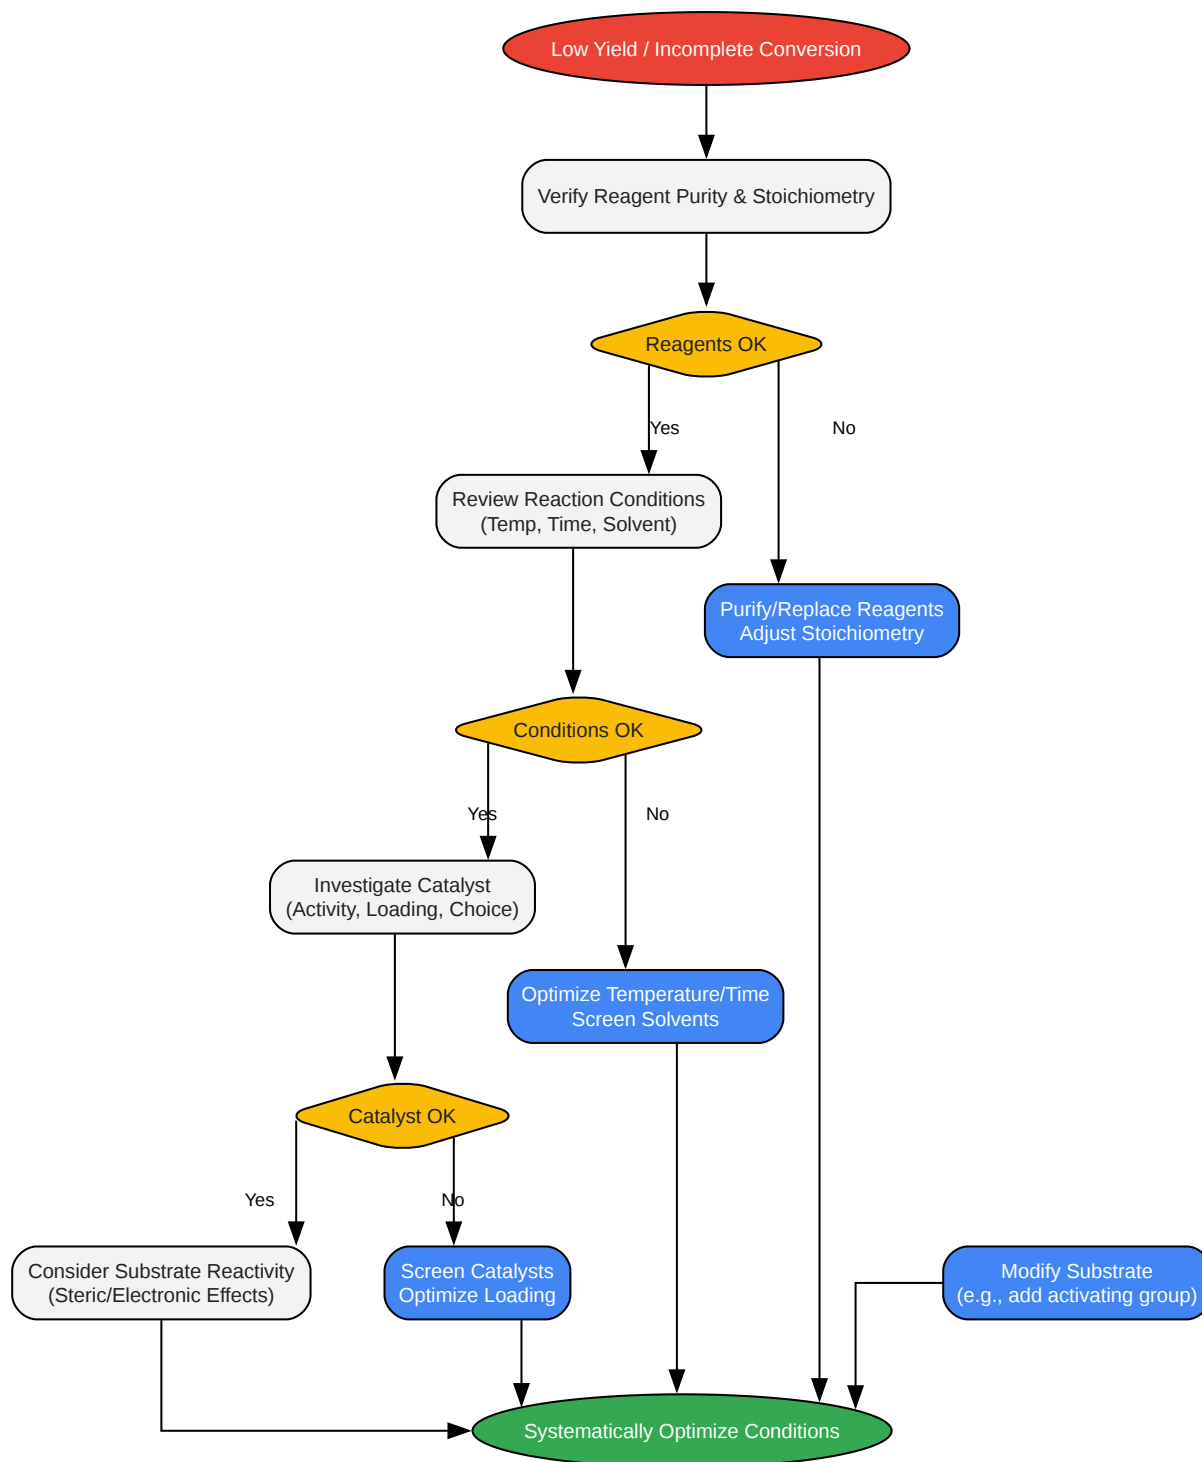 Low Yield / Incomplete Conversion
Verify Reagent Purity & Stoichiometry
Reagents OK
Yes
No
Review Reaction Conditions
(Temp, Time, Solvent)
Purify/Replace Reagents
Adjust Stoichiometry
Conditions OK
Yes
No
Investigate Catalyst
(Activity, Loading, Choice)
Optimize Temperature/Time
Screen Solvents
Catalyst OK
Yes
No
Consider Substrate Reactivity
(Steric/Electronic Effects)
Screen Catalysts
Optimize Loading
Modify Substrate
(e.g., add activating group)
Systematically Optimize Conditions